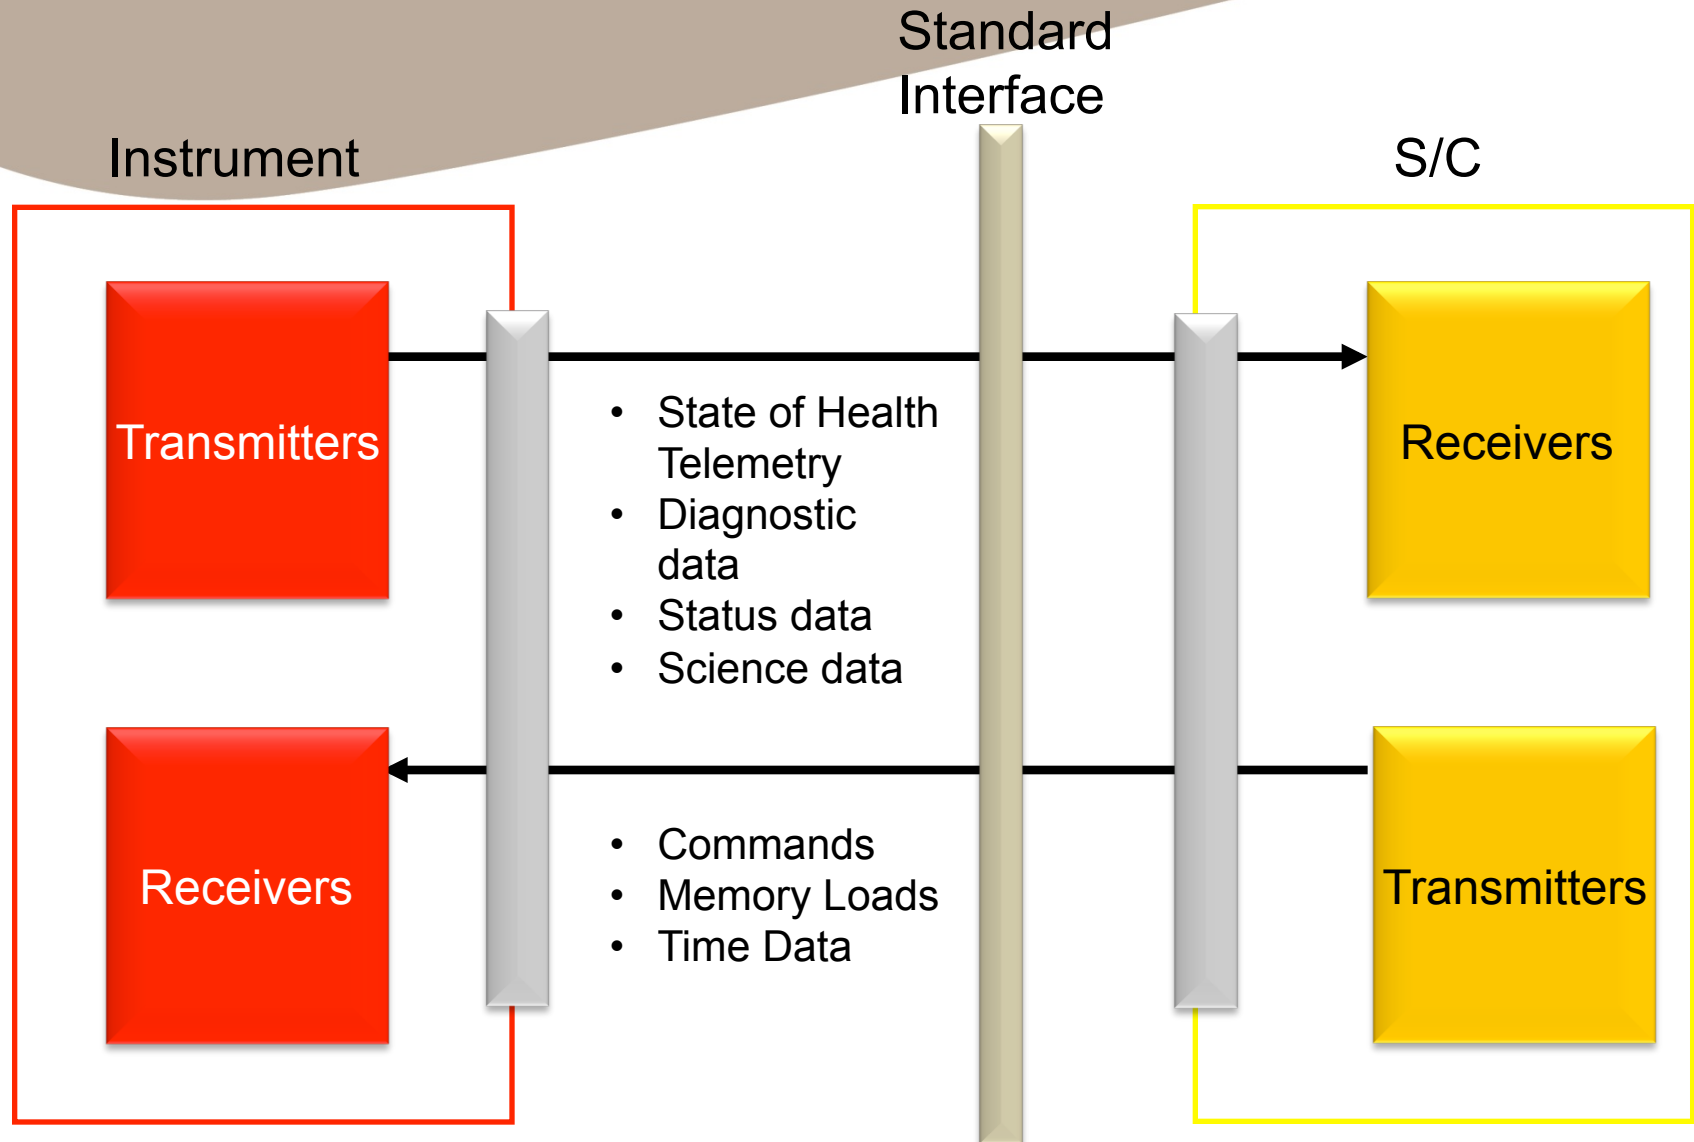 Standard
Interface
Instrument
S/C
Transmitters
• State of Health
Telemetry
• Diagnostic
data
• Status data
• Science data
Receivers
Receivers
• Commands
• Memory Loads
• Time Data
Transmitters